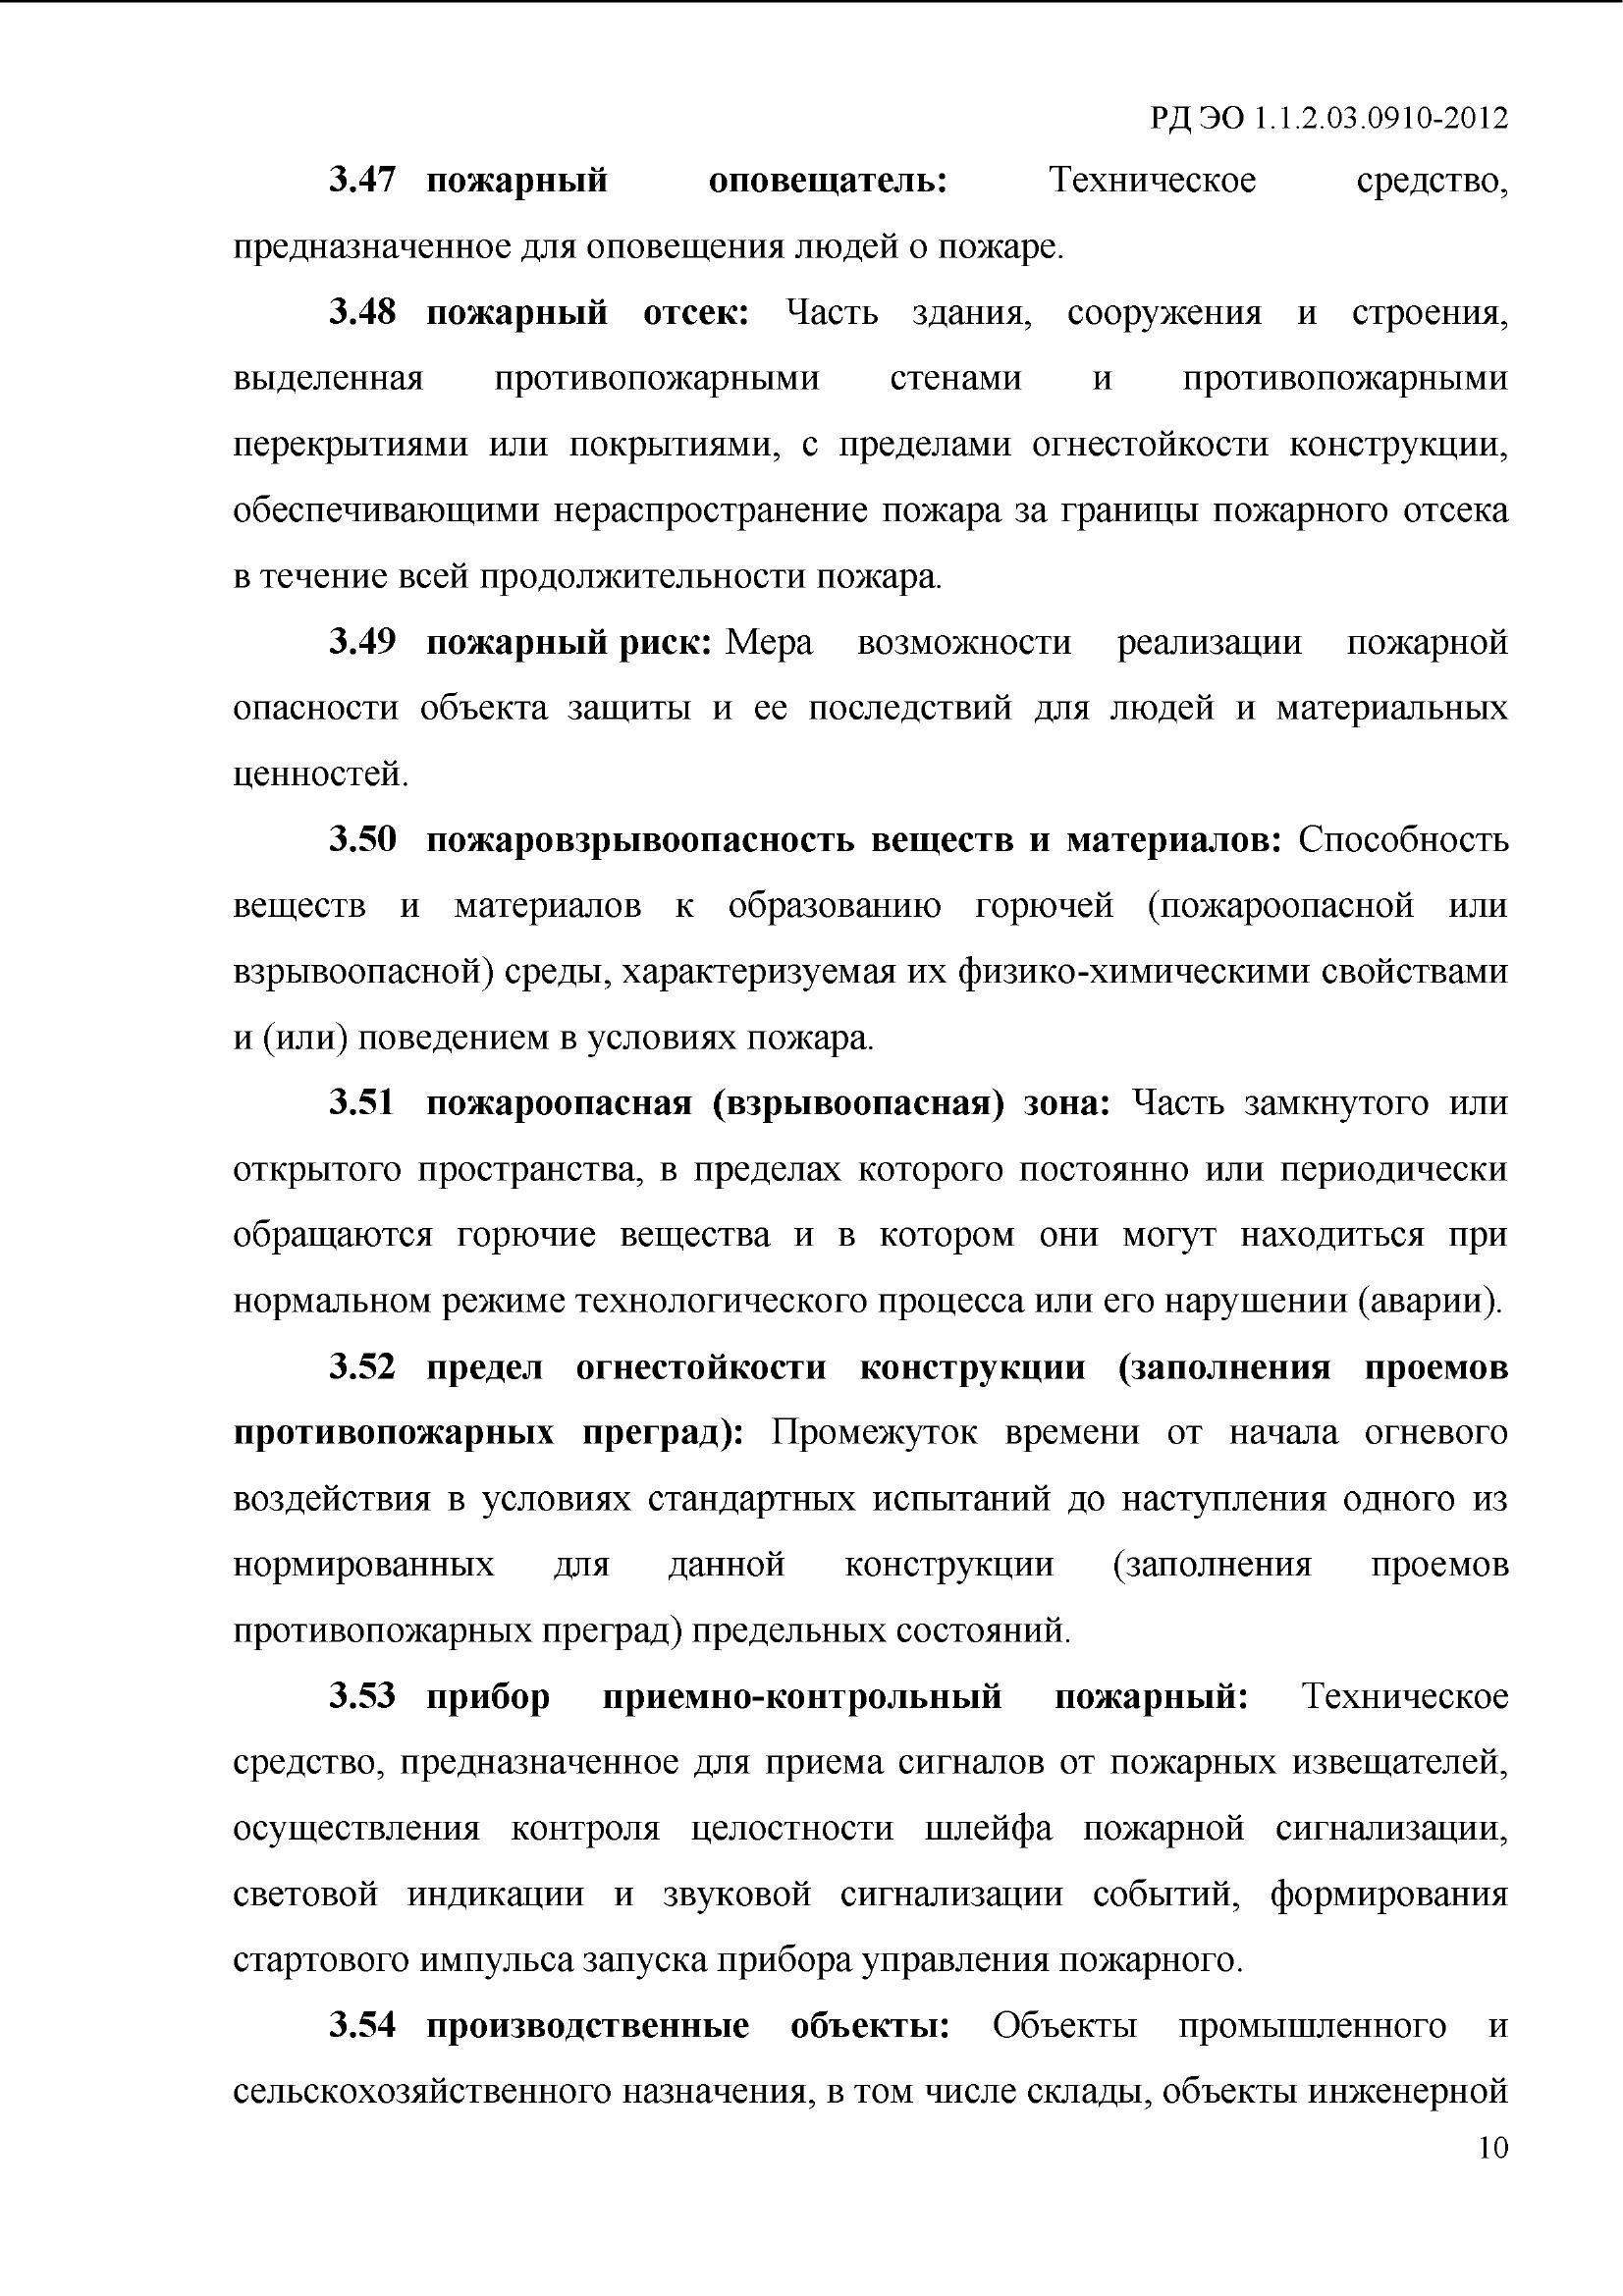 РД ЭО 1.1.2.03.0910-2012
3.47 пожарный оповещатель: Техническое средство,
предназначенное для оповещения людей о пожаре.
3.48 пожарный отсек: Часть здания, сооружения и строения,
выделенная противопожарными стенами и противопожарными
перекрытиями или покрытиями, с пределами огнестойкости конструкции,
обеспечивающими нераспространение пожара за границы пожарного отсека
в течение всей продолжительности пожара.
3.49 пожарный риск: Мера возможности реализации пожарной
опасности объекта защиты и ее последствий для людей и материальных
ценностей.
3.50 пожаровзрывоопасность веществ и материалов: Способность
веществ и материалов к образованию горючей (пожароопасной или
взрывоопасной) среды, характеризуемая их физико-химическими свойствами
и (или) поведением в условиях пожара.
3.51 пожароопасная (взрывоопасная) зона: Часть замкнутого или
открытого пространства, в пределах которого постоянно или периодически
обращаются горючие вещества и в котором они могут находиться при
нормальном режиме технологического процесса или его нарушении (аварии).
3.52 предел огнестойкости конструкции (заполнения проемов
противопожарных преград): Промежуток времени от начала огневого
воздействия в условиях стандартных испытаний до наступления одного из
нормированных для данной конструкции (заполнения проемов
противопожарных преград) предельных состояний.
3.53 прибор приемно-контрольный пожарный: Техническое
средство, предназначенное для приема сигналов от пожарных извещателей,
осуществления контроля целостности шлейфа пожарной сигнализации,
световой индикации и звуковой сигнализации событий, формирования
стартового импульса запуска прибора управления пожарного.
3.54 производственные объекты: Объекты промышленного и
сельскохозяйственного назначения, в том числе склады, объекты инженерной
10